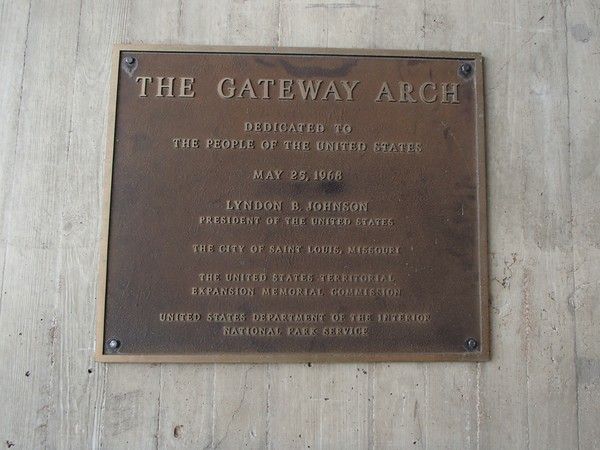 THE GATEWAY ARCH
DEDICATED TO
THE PEOPLE OF THE UNITED STATES
MAY 25, 1968
LYNDON B. JOHNSON
PRESIDENT OF THE UNITED STATES
THE CITY OF SAINT LOUIS, MISSOURI
THE UNITED STATES TERRITORIAL
EXPANSION MEMORIAL COMMISSION
UNITED STATES DEPARTMENT OF THE INTERIOR
NATIONAL PARK SERVICE